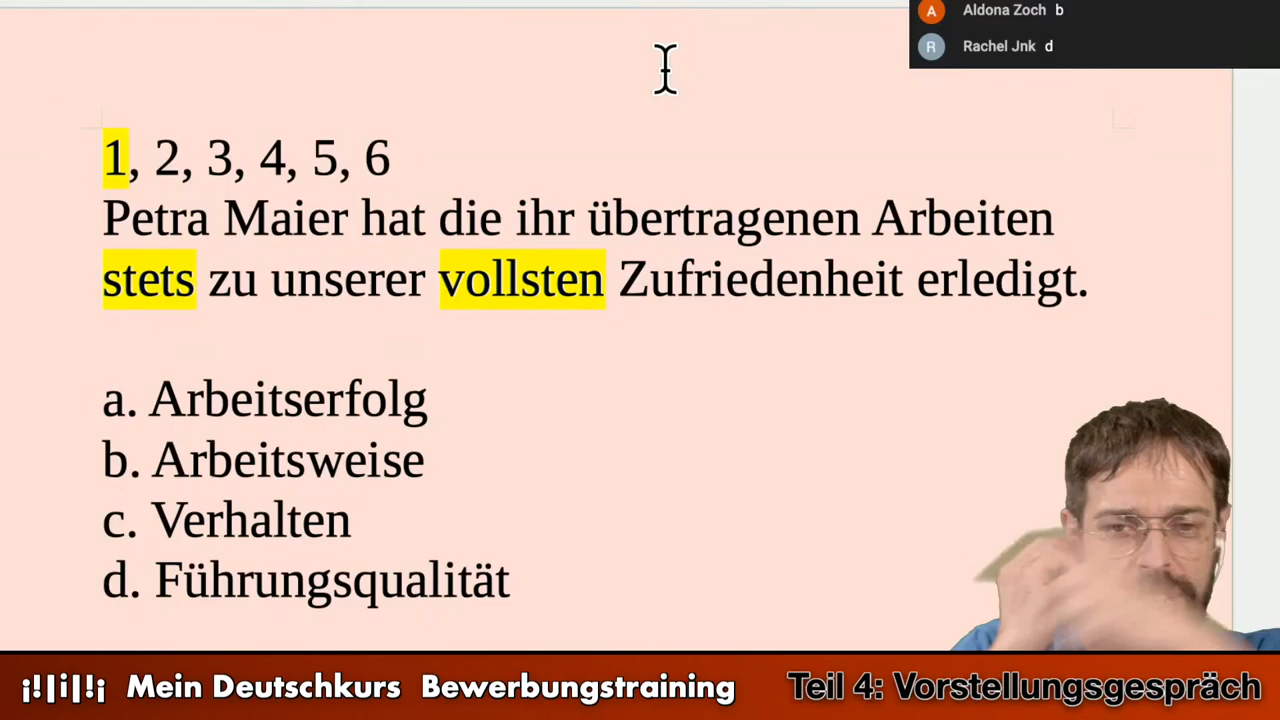 Aldona Zoch b
Rachel Jnk d
1, 2, 3, 4, 5, 6
Petra Maier hat die ihr übertragenen Arbeiten
stets zu unserer vollsten Zufriedenheit erledigt.
a. Arbeitserfolg
b. Arbeitsweise
c. Verhalten
d. Führungsqualität
¡!|i|!¡ Mein Deutschkurs Bewerbungstraining Teil 4: Vorstellungsgespräch